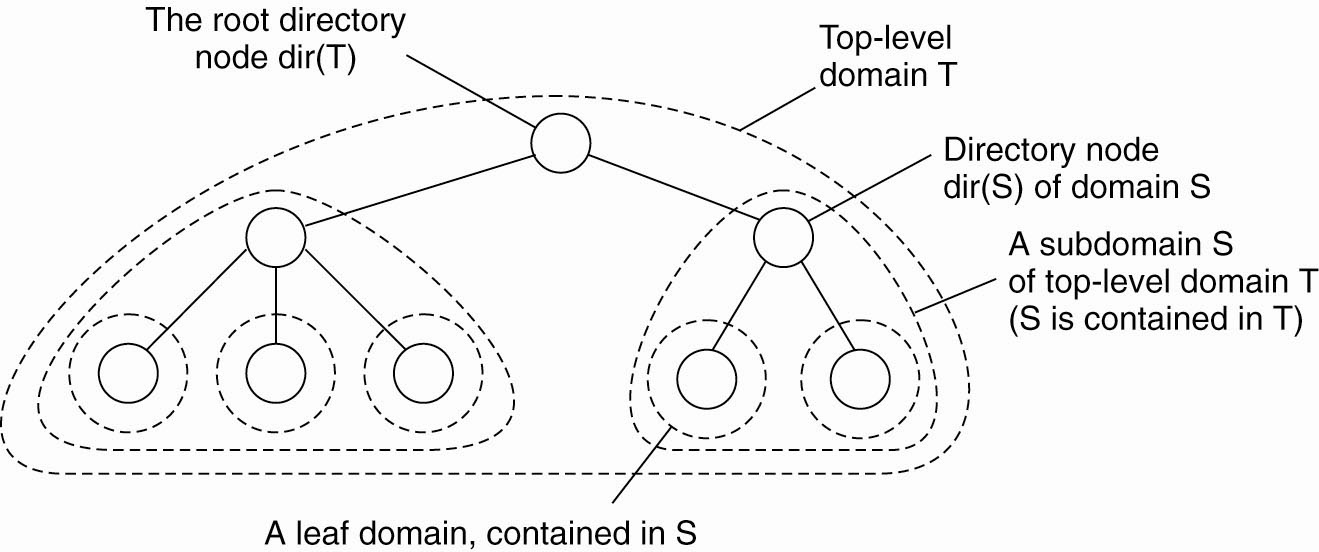 The root directory
node dir(T)
Top-level
domain T
Directory node
dir(S) of domain S
A subdomain S
of top-level domain T
(S is contained in T)
A leaf domain, contained in S